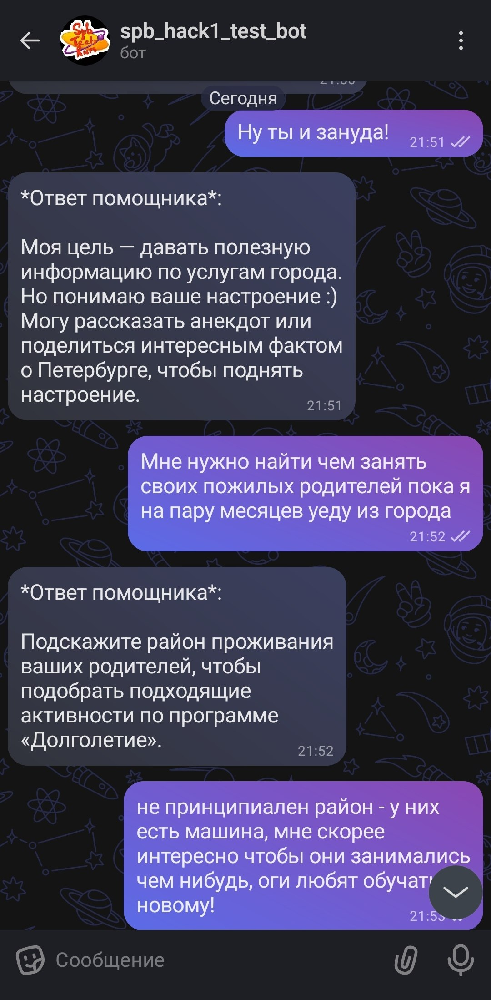 spb_hack1_test_bot
бот
Spb
Tech
Run
Сегодня
Ну ты и зануда!
21:51
*Ответ помощника*:
Моя цель — давать полезную
информацию по услугам города.
Но понимаю ваше настроение :)
Могу рассказать анекдот или
поделиться интересным фактом
о Петербурге, чтобы поднять
настроение.
21:51
Мне нужно найти чем занять
своих пожилых родителей пока я
на пару месяцев уеду из города
21:52
*Ответ помощника*:
Подскажите район проживания
ваших родителей, чтобы
подобрать подходящие
активности по программе
«Долголетие».
21:52
не принципиален район - у них
есть машина, мне скорее
интересно чтобы они занимались
чем нибудь, оги любят
новому!
21:53
Сообщение